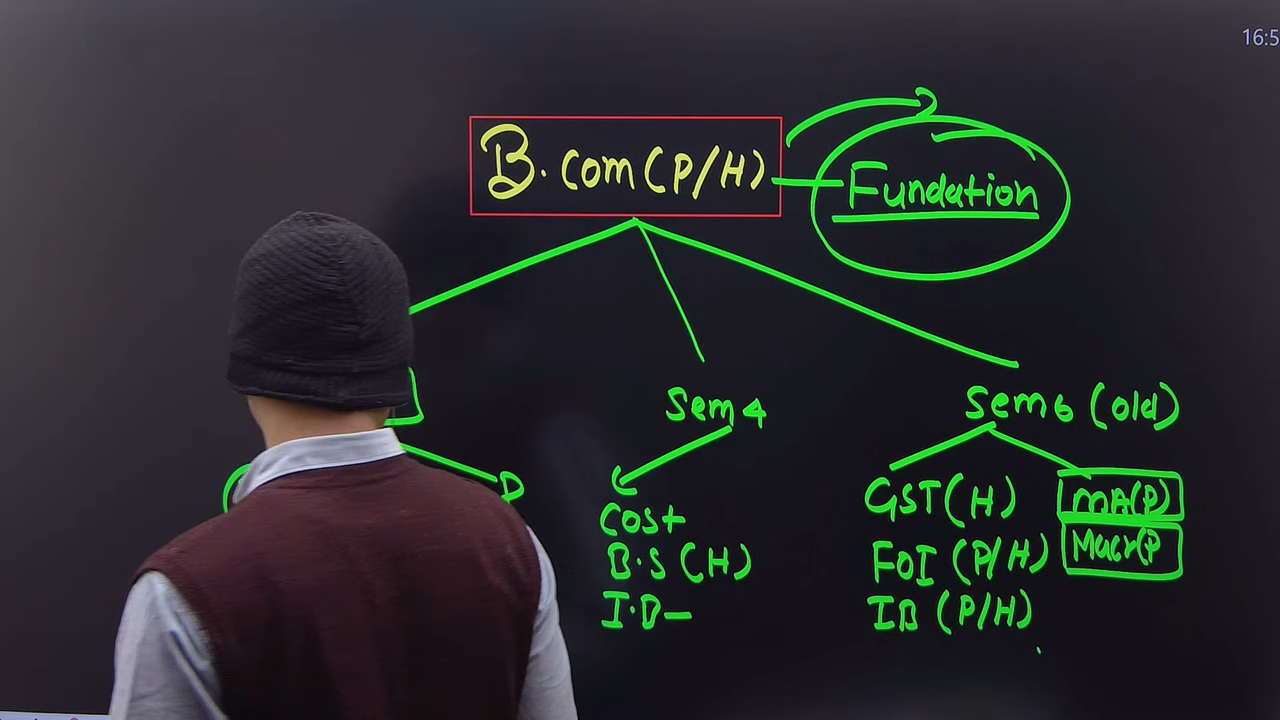 16:5
B.com(P/H)
Fundation
Sem 4
Sem 6 (old)
P
Cost
B.S (H)
I.B-
GST(H)
FOI (P/H)
IB (P/H)
MA(P)
Macr(P